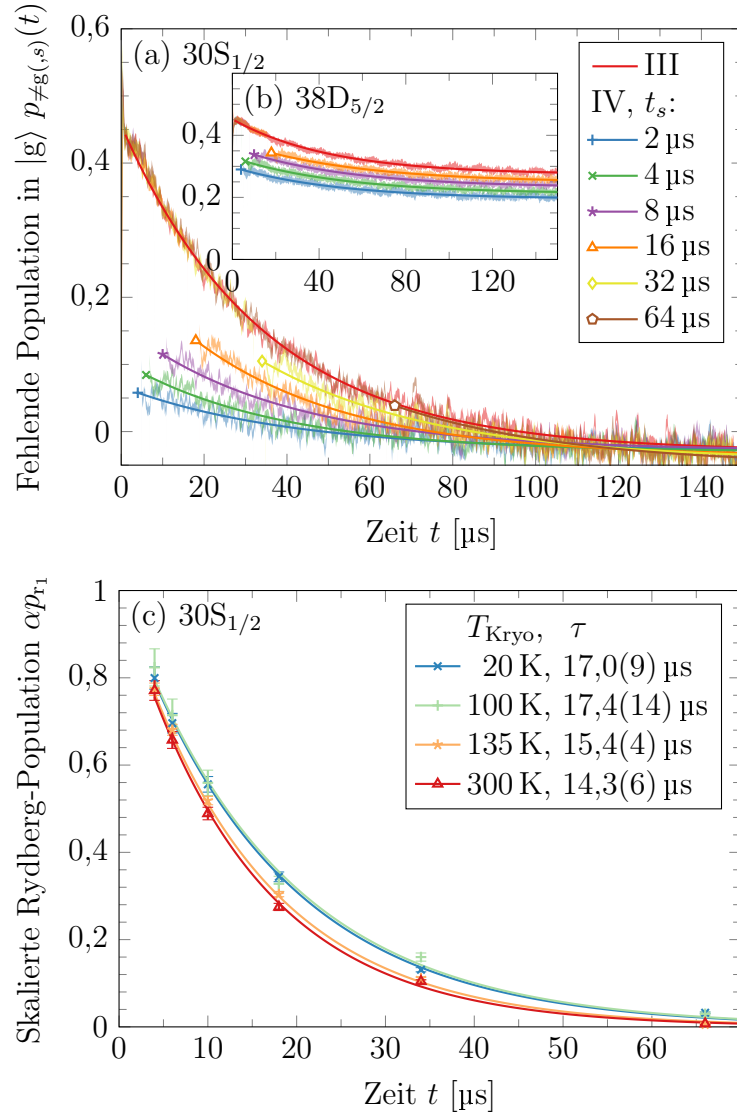 Fehlende Population in |g⟩ p≠g(,s)(t)
0,6
0,4
0,2
0
(a) 30S1/2
(b) 38D5/2
0,4
0,2
0
0 40 80 120
III
IV, ts:
2 µs
4 µs
8 µs
16 µs
32 µs
64 µs
0 20 40 60 80 100 120 140
Zeit t [µs]
Skalierte Rydberg-Population αpr1
1
0,8
0,6
0,4
0,2
0
(c) 30S1/2
TKryo, τ
20 K, 17,0(9) µs
100 K, 17,4(14) µs
135 K, 15,4(4) µs
300 K, 14,3(6) µs
0 10 20 30 40 50 60
Zeit t [µs]